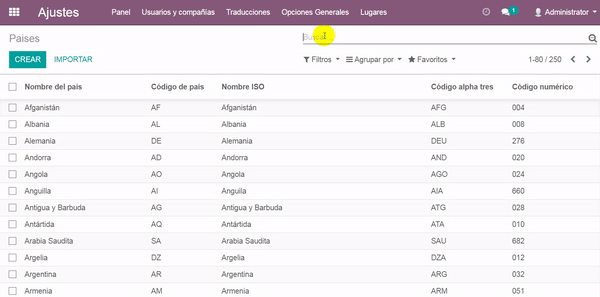 Ajustes Panel Usuarios y compañías Traducciones Opciones Generales Lugares 1 Administrator
Paises Buscar...
CREAR IMPORTAR Filtros Agrupar por Favoritos 1-80 / 250
Nombre del país Código de país Nombre ISO Código alpha tres Código numérico
Afganistán AF Afganistán AFG 004
Albania AL Albania ALB 008
Alemania DE Alemania DEU 276
Andorra AD Andorra AND 020
Angola AO Angola AGO 024
Anguilla AI Anguila AIA 660
Antigua y Barbuda AG Antigua y Barbuda ATG 028
Antártida AQ Antártida ATA 010
Arabia Saudita SA Arabia Saudita SAU 682
Argelia DZ Argelia DZA 012
Argentina AR Argentina ARG 032
Armenia AM Armenia ARM 051